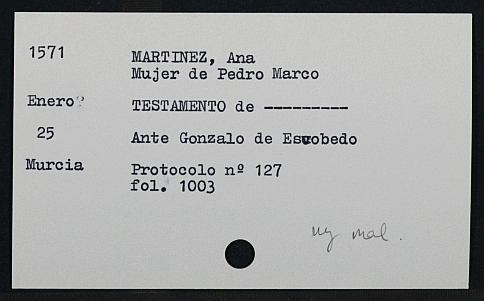 1571
MARTINEZ, Ana
Mujer de Pedro Marco
Enero?
TESTAMENTO de ---------
25
Ante Gonzalo de Escobedo
Murcia
Protocolo nº 127
fol. 1003
my mal.